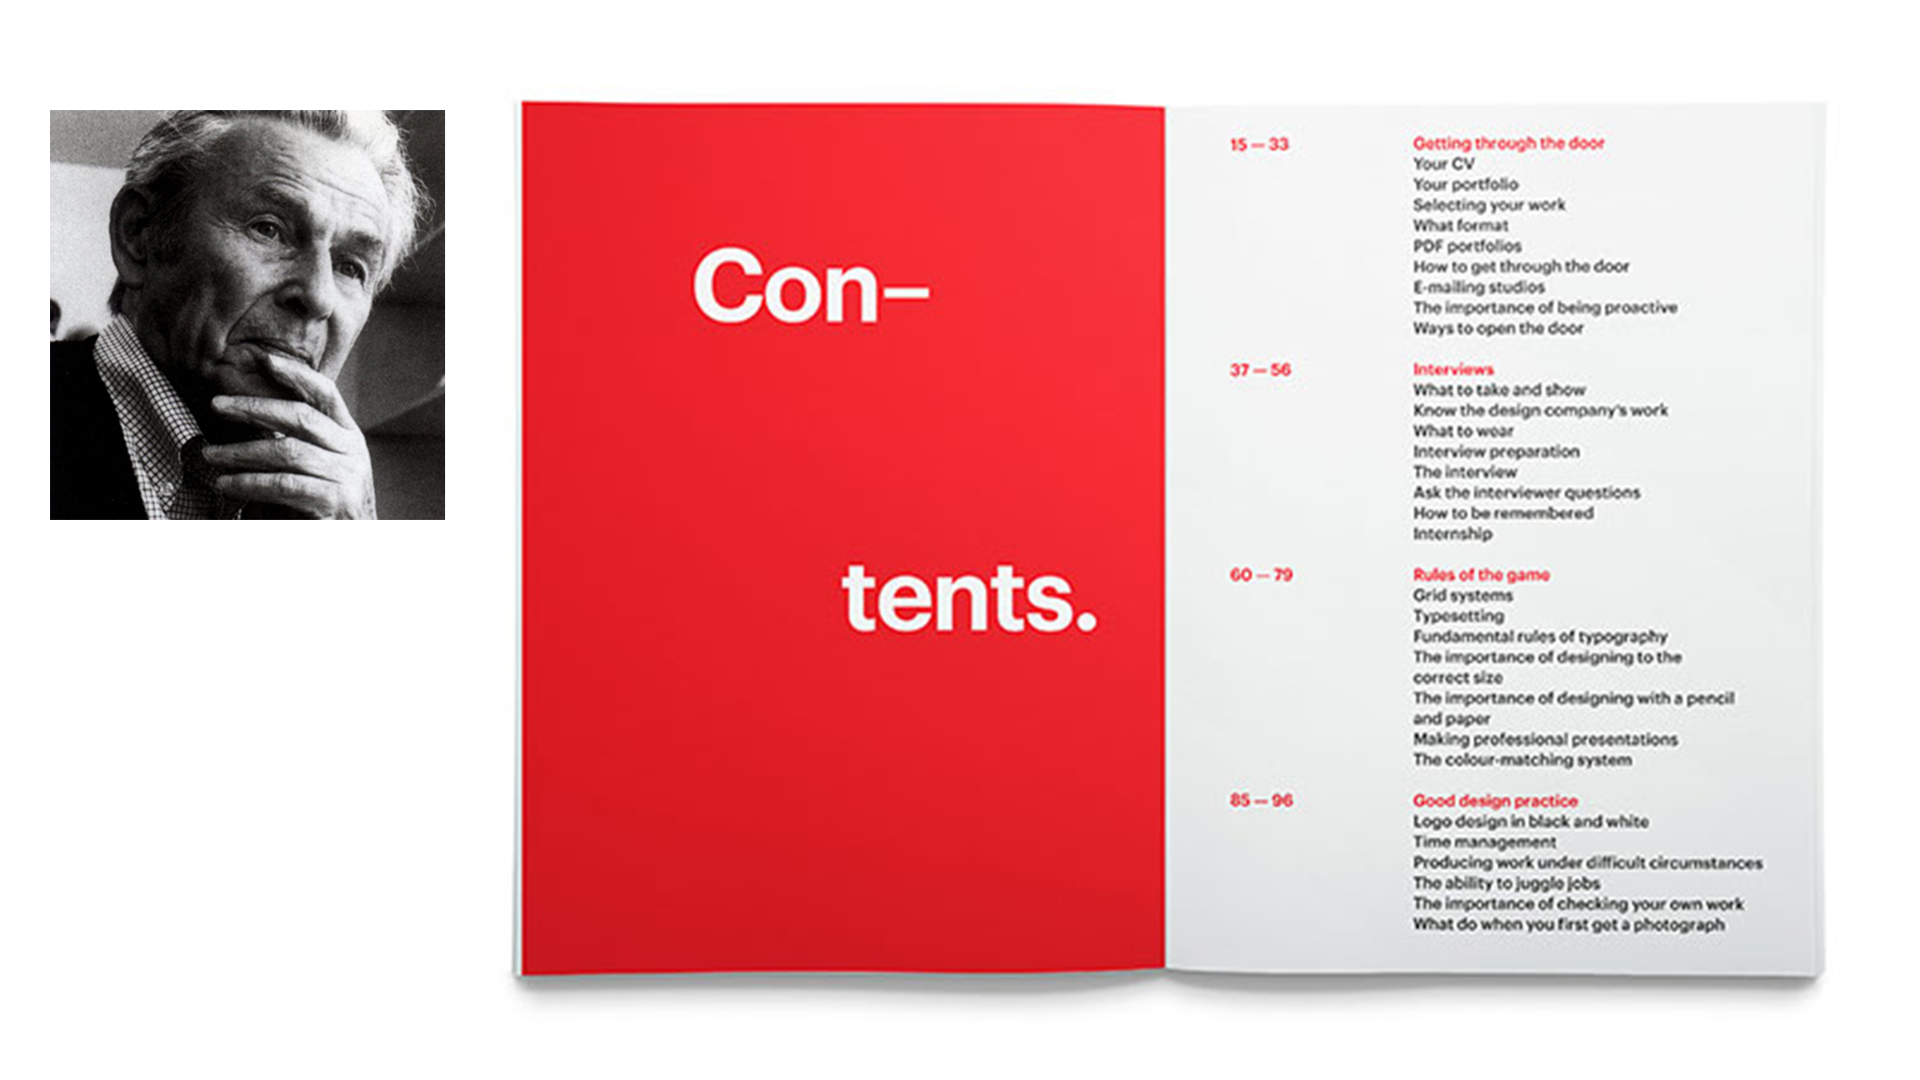 Con–
tents.
15 — 33
Getting through the door
Your CV
Your portfolio
Selecting your work
What format
PDF portfolios
How to get through the door
E-mailing studios
The importance of being proactive
Ways to open the door
37 — 56
Interviews
What to take and show
Know the design company's work
What to wear
Interview preparation
The interview
Ask the interviewer questions
How to be remembered
Internship
60 — 79
Rules of the game
Grid systems
Typesetting
Fundamental rules of typography
The importance of designing to the
correct size
The importance of designing with a pencil
and paper
Making professional presentations
The colour-matching system
85 — 96
Good design practice
Logo design in black and white
Time management
Producing work under difficult circumstances
The ability to juggle jobs
The importance of checking your own work
What do when you first get a photograph